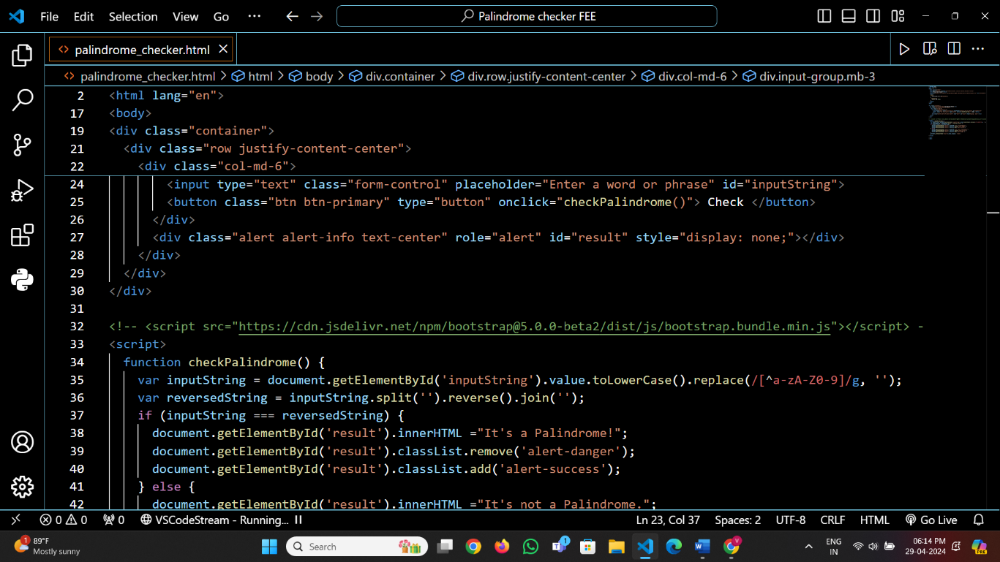 File Edit Selection View Go ··· Palindrome checker FEE
palindrome_checker.html
palindrome_checker.html > html > body > div.container > div.row.justify-content-center > div.col-md-6 > div.input-group.mb-3
2 <html lang="en">
17 <body>
19 <div class="container">
21 <div class="row justify-content-center">
22 <div class="col-md-6">
24 <input type="text" class="form-control" placeholder="Enter a word or phrase" id="inputString">
25 <button class="btn btn-primary" type="button" onclick="checkPalindrome()"> Check </button>
26 </div>
27 <div class="alert alert-info text-center" role="alert" id="result" style="display: none;"></div>
28 </div>
29 </div>
30 </div>
31
32 <!-- <script src="https://cdn.jsdelivr.net/npm/bootstrap@5.0.0-beta2/dist/js/bootstrap.bundle.min.js"></script> -
33 <script>
34 function checkPalindrome() {
35 var inputString = document.getElementById('inputString').value.toLowerCase().replace(/[^a-zA-Z0-9]/g, '');
36 var reversedString = inputString.split('').reverse().join('');
37 if (inputString === reversedString) {
38 document.getElementById('result').innerHTML ="It's a Palindrome!";
39 document.getElementById('result').classList.remove('alert-danger');
40 document.getElementById('result').classList.add('alert-success');
41 } else {
42 document.getElementById('result').innerHTML ="It's not a Palindrome.";
0 0 0 VSCodeStream - Running... Ln 23, Col 37 Spaces: 2 UTF-8 CRLF HTML Go Live
1 89°F Search 1 ENG 06:14 PM
Mostly sunny IN 29-04-2024 PRE